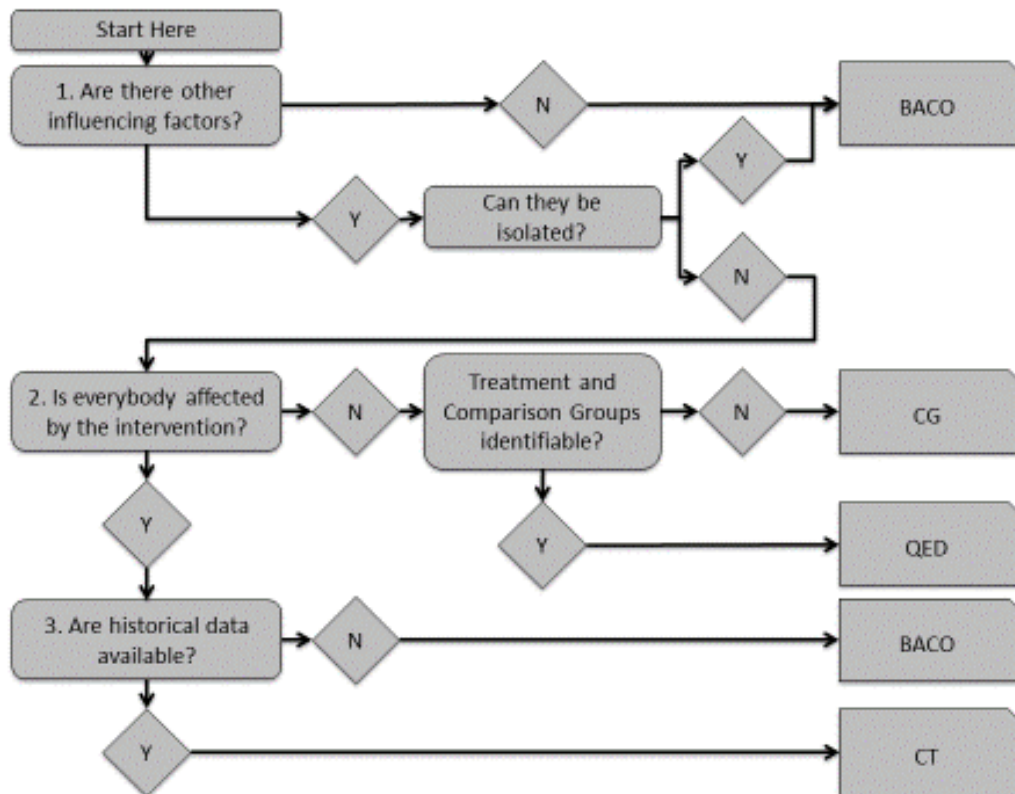 Start Here
1. Are there other
influencing factors?
N
BACO
Y
Y
Can they be
isolated?
N
2. Is everybody affected
by the intervention?
N
Treatment and
Comparison Groups
identifiable?
N
CG
Y
Y
QED
3. Are historical data
available?
N
BACO
Y
CT